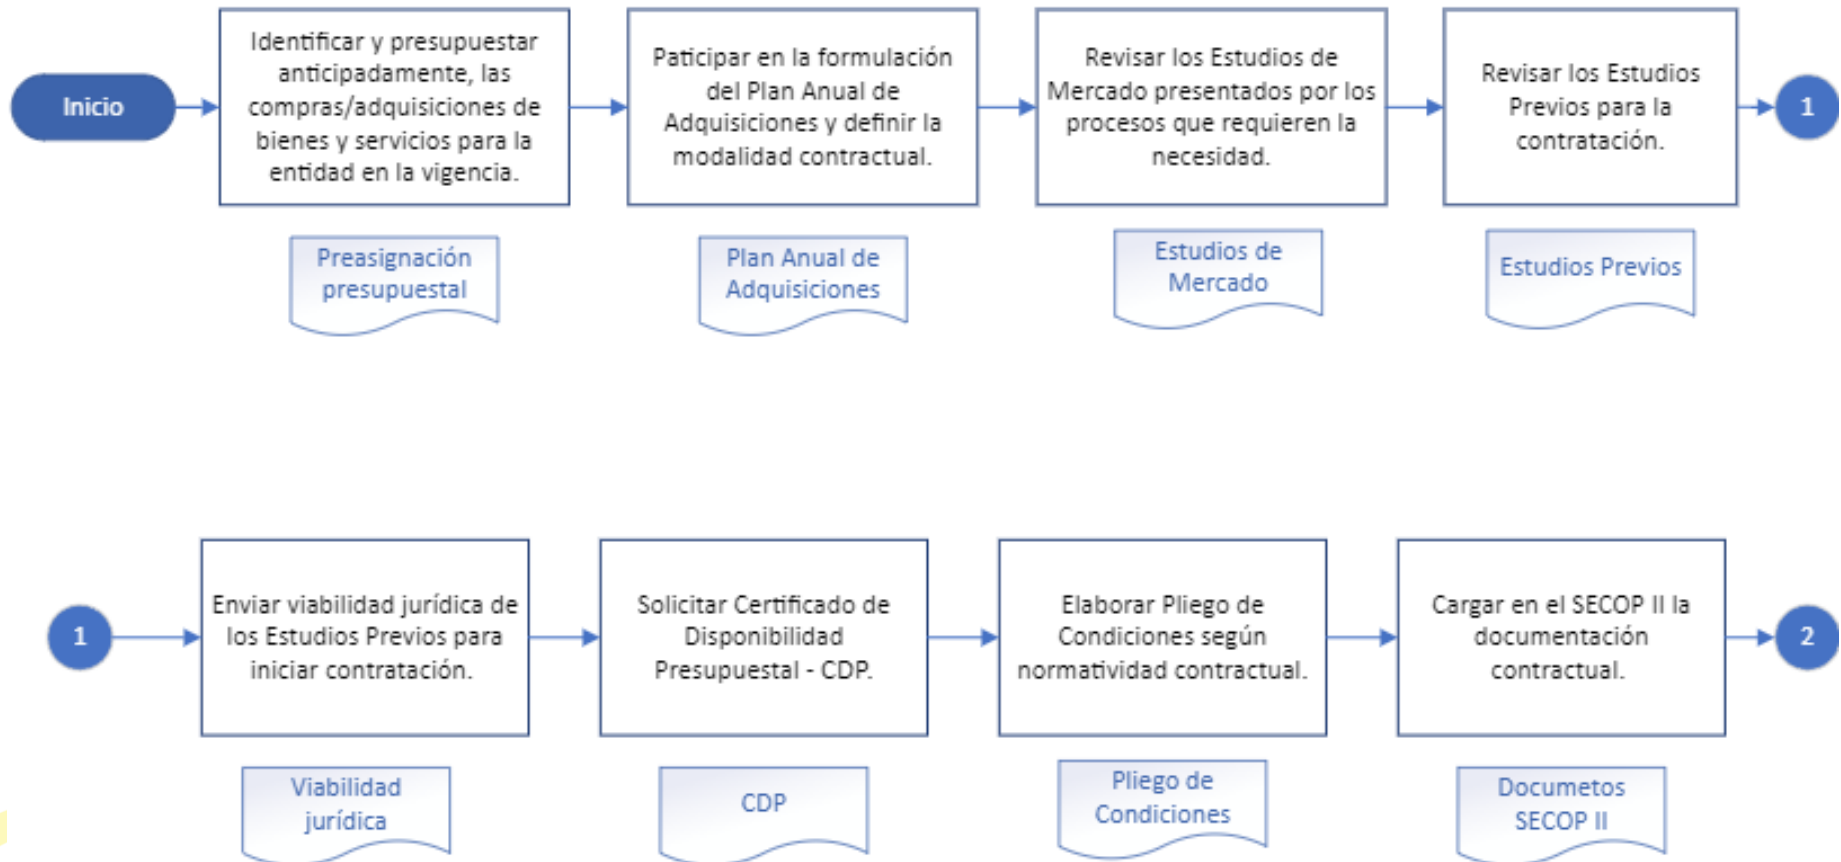 Inicio
Identificar y presupuestar
anticipadamente, las
compras/adquisiciones de
bienes y servicios para la
entidad en la vigencia.
Paticipar en la formulación
del Plan Anual de
Adquisiciones y definir la
modalidad contractual.
Revisar los Estudios de
Mercado presentados por los
procesos que requieren la
necesidad.
Revisar los Estudios
Previos para la
contratación.
1
Preasignación
presupuestal
Plan Anual de
Adquisiciones
Estudios de
Mercado
Estudios Previos
1
Enviar viabilidad jurídica de
los Estudios Previos para
iniciar contratación.
Solicitar Certificado de
Disponibilidad
Presupuestal - CDP.
Elaborar Pliego de
Condiciones según
normatividad contractual.
Cargar en el SECOP II la
documentación
contractual.
2
Viabilidad
jurídica
CDP
Pliego de
Condiciones
Documetos
SECOP II